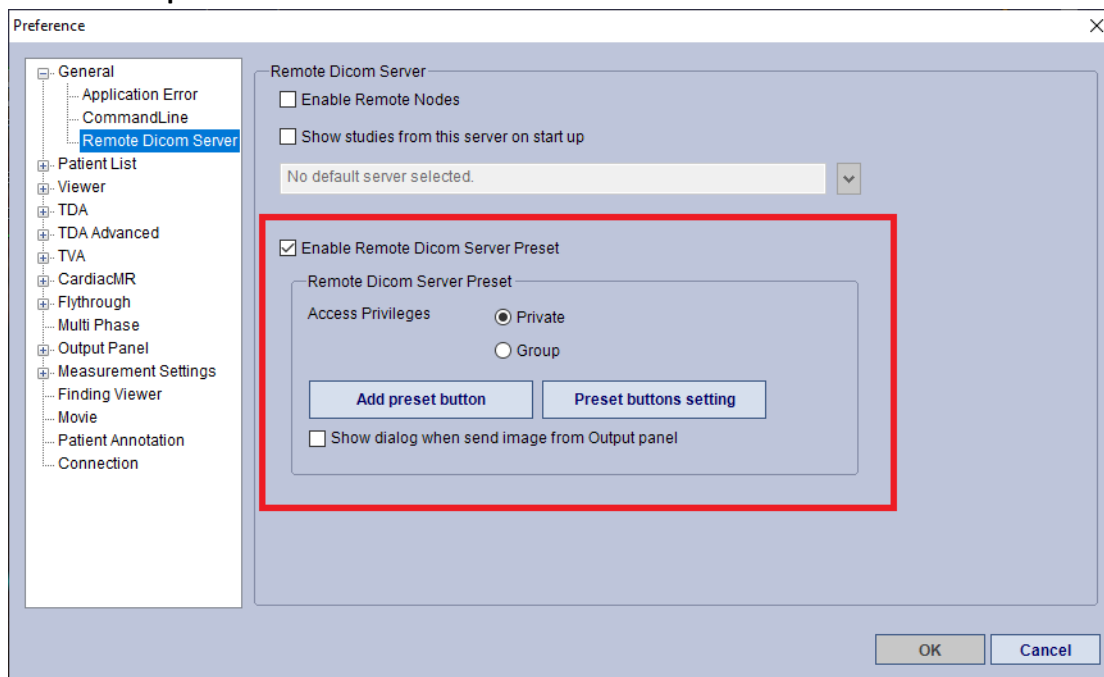 Preference
General
Application Error
CommandLine
Remote Dicom Server
Patient List
Viewer
TDA
TDA Advanced
TVA
CardiacMR
Flythrough
Multi Phase
Output Panel
Measurement Settings
Finding Viewer
Movie
Patient Annotation
Connection
Remote Dicom Server
Enable Remote Nodes
Show studies from this server on start up
No default server selected.
Enable Remote Dicom Server Preset
Remote Dicom Server Preset
Access Privileges
Private
Group
Add preset button
Preset buttons setting
Show dialog when send image from Output panel
OK
Cancel